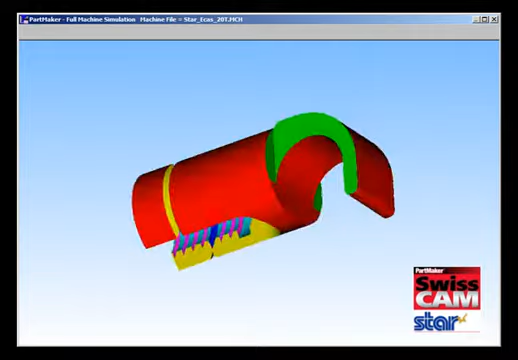 PartMaker - Full Machine Simulation   Machine File = Star_Ecas_20T.MCH
PartMaker
Swiss
CAM
star